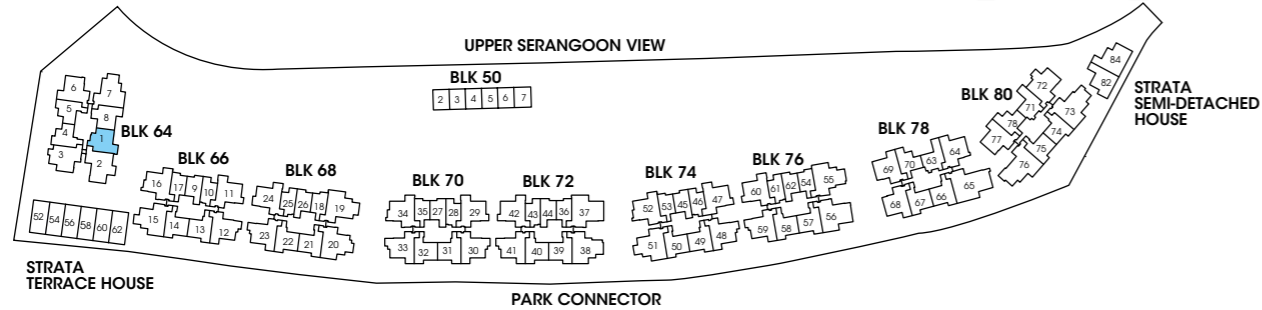 UPPER SERANGOON VIEW
BLK 50
2 3 4 5 6 7
BLK 64
6 7
5 8
4 1
3 2
BLK 66
16 17 9 10 11
15 14 13 12
BLK 68
24 25 26 18 19
23 22 21 20
BLK 70
34 35 27 28 29
33 32 31 30
BLK 72
42 43 44 36 37
41 40 39 38
BLK 74
52 53 45 46 47
51 50 49 48
BLK 76
60 61 62 54 55
59 58 57 56
BLK 78
69 70 63 64
68 67 66 65
BLK 80
72
71 73
78 74
77 75
76
84
82
STRATA
SEMI-DETACHED
HOUSE
52 54 56 58 60 62
STRATA
TERRACE HOUSE
PARK CONNECTOR